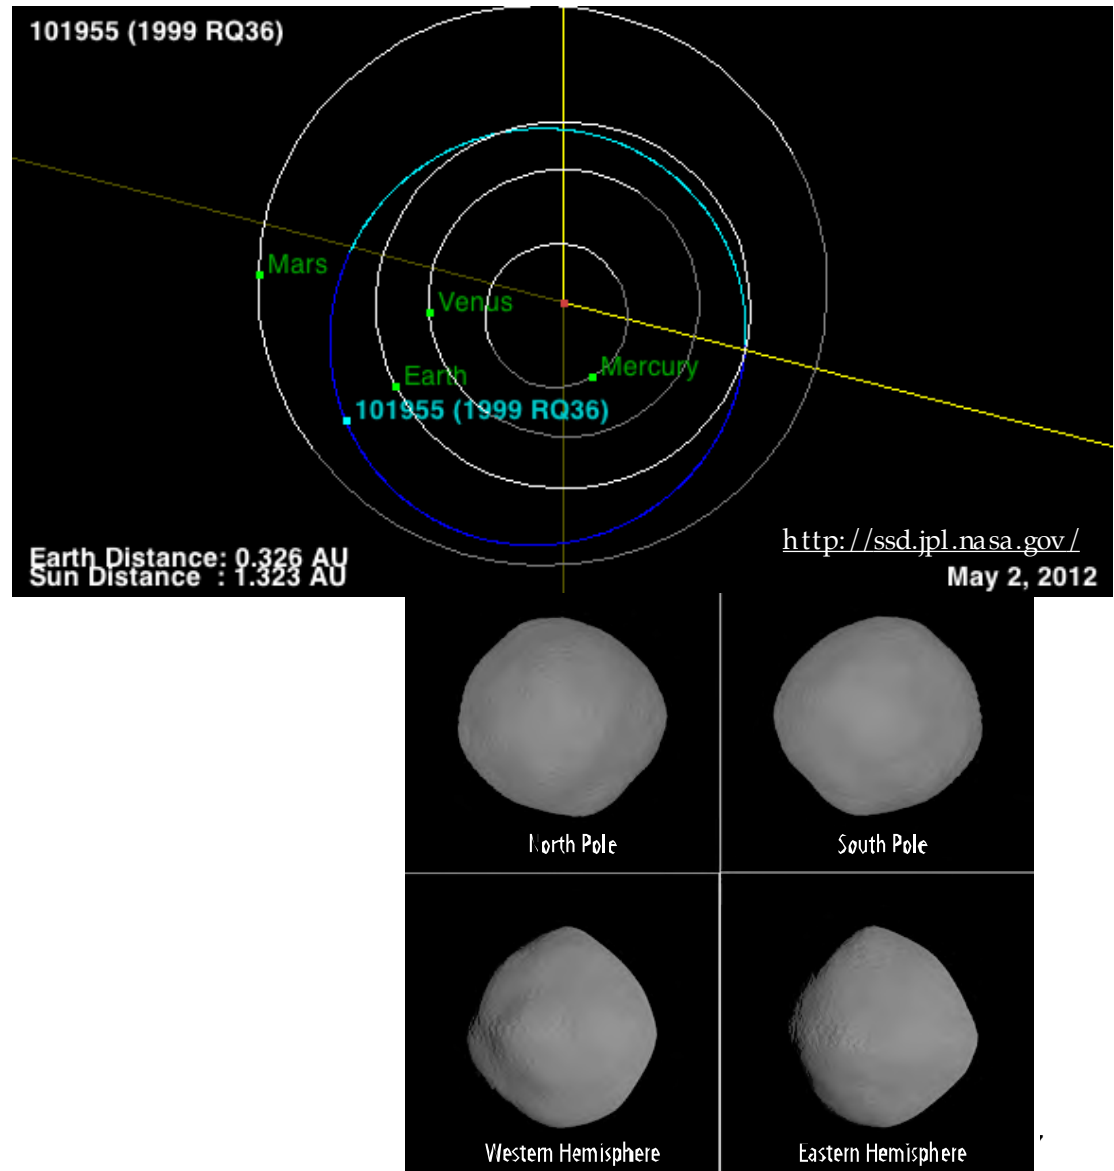 101955 (1999 RQ36)
Mars
Venus
Earth
Mercury
101955 (1999 RQ36)
http://ssd.jpl.nasa.gov/
Earth Distance: 0.326 AU
Sun Distance : 1.323 AU
May 2, 2012
North Pole
South Pole
Western Hemisphere
Eastern Hemisphere